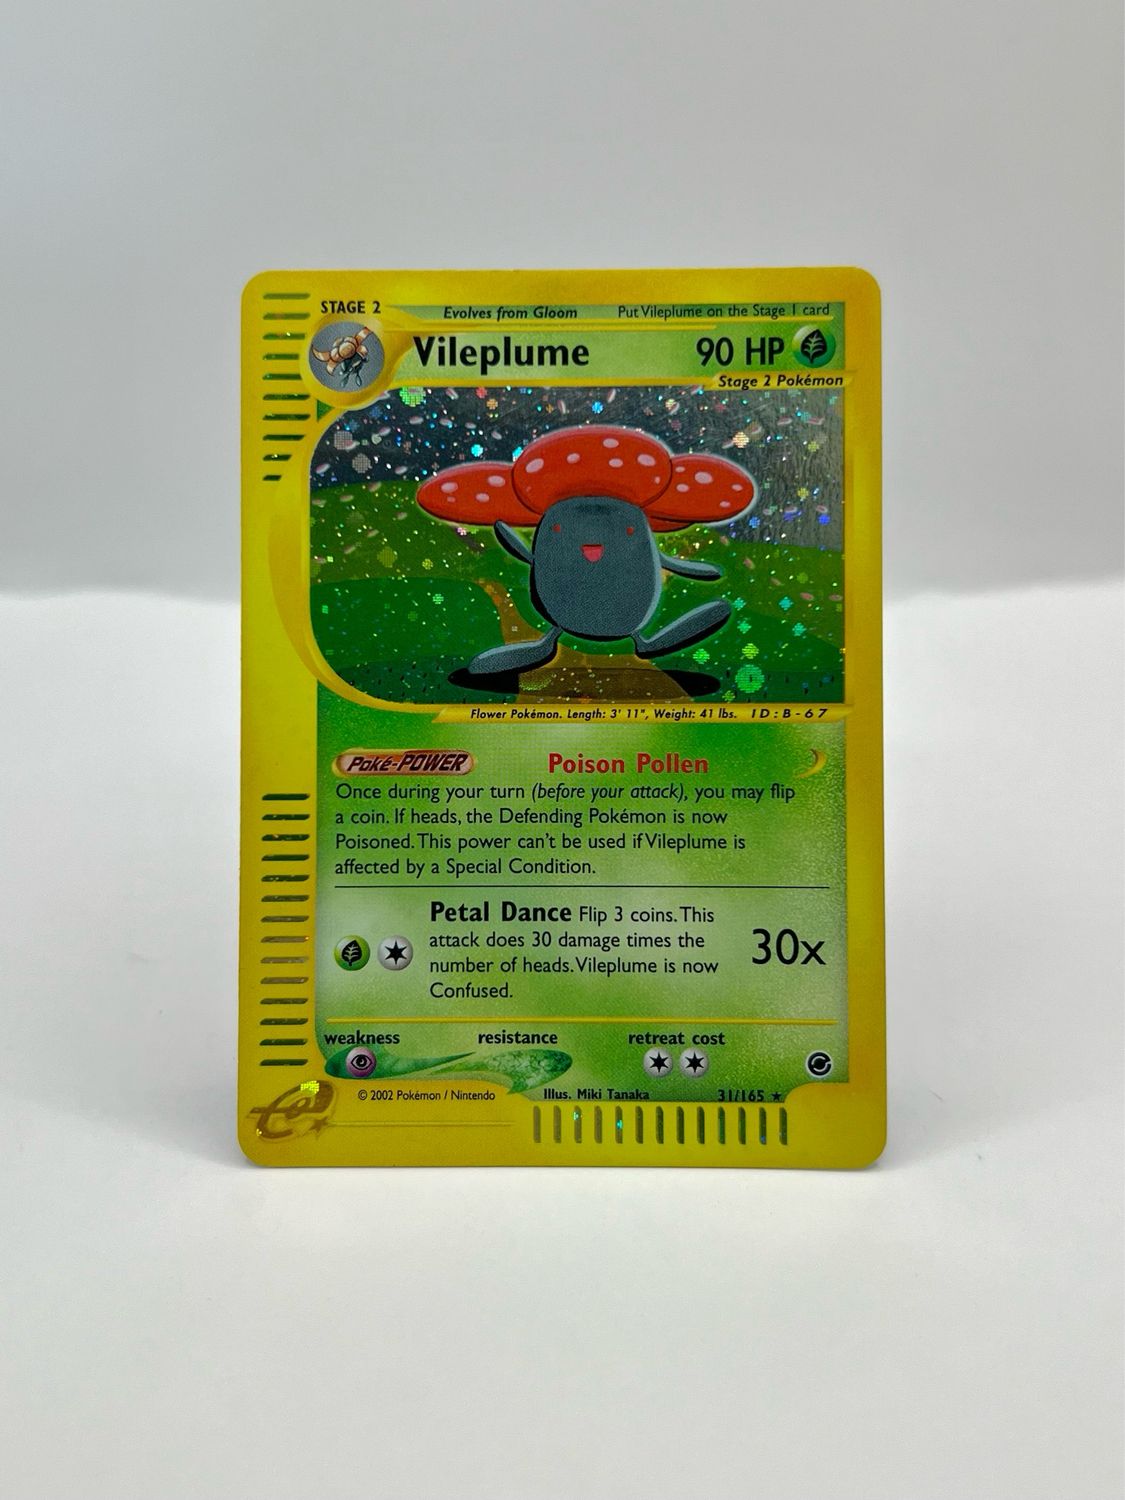 STAGE 2
Evolves from Gloom
Put Vileplume on the Stage 1 card
Vileplume
90 HP
Stage 2 Pokémon
Flower Pokémon. Length: 3' 11", Weight: 41 lbs. ID:B-67
Poké-POWER
Poison Pollen
Once during your turn (before your attack), you may flip
a coin. If heads, the Defending Pokémon is now
Poisoned. This power can't be used if Vileplume is
affected by a Special Condition.
Petal Dance Flip 3 coins. This
attack does 30 damage times the
number of heads. Vileplume is now
Confused.
30x
weakness
resistance
retreat cost
© 2002 Pokémon / Nintendo
Illus. Miki Tanaka
31/165 ★